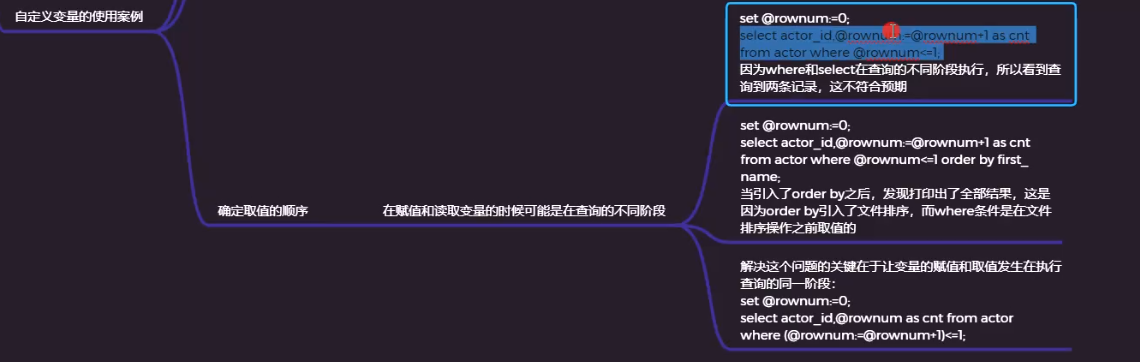 自定义变量的使用案例
确定取值的顺序
在赋值和读取变量的时候可能是在查询的不同阶段
set @rownum:=0;
select actor_id,@rownum:=@rownum+1 as cnt
from actor where @rownum<=1;
因为where和select在查询的不同阶段执行，所以看到查
询到两条记录，这不符合预期
set @rownum:=0;
select actor_id,@rownum:=@rownum+1 as cnt
from actor where @rownum<=1 order by first_
name;
当引入了order by之后，发现打印出了全部结果，这是
因为order by引入了文件排序，而where条件是在文件
排序操作之前取值的
解决这个问题的关键在于让变量的赋值和取值发生在执行
查询的同一阶段：
set @rownum:=0;
select actor_id,@rownum as cnt from actor
where (@rownum:=@rownum+1)<=1;